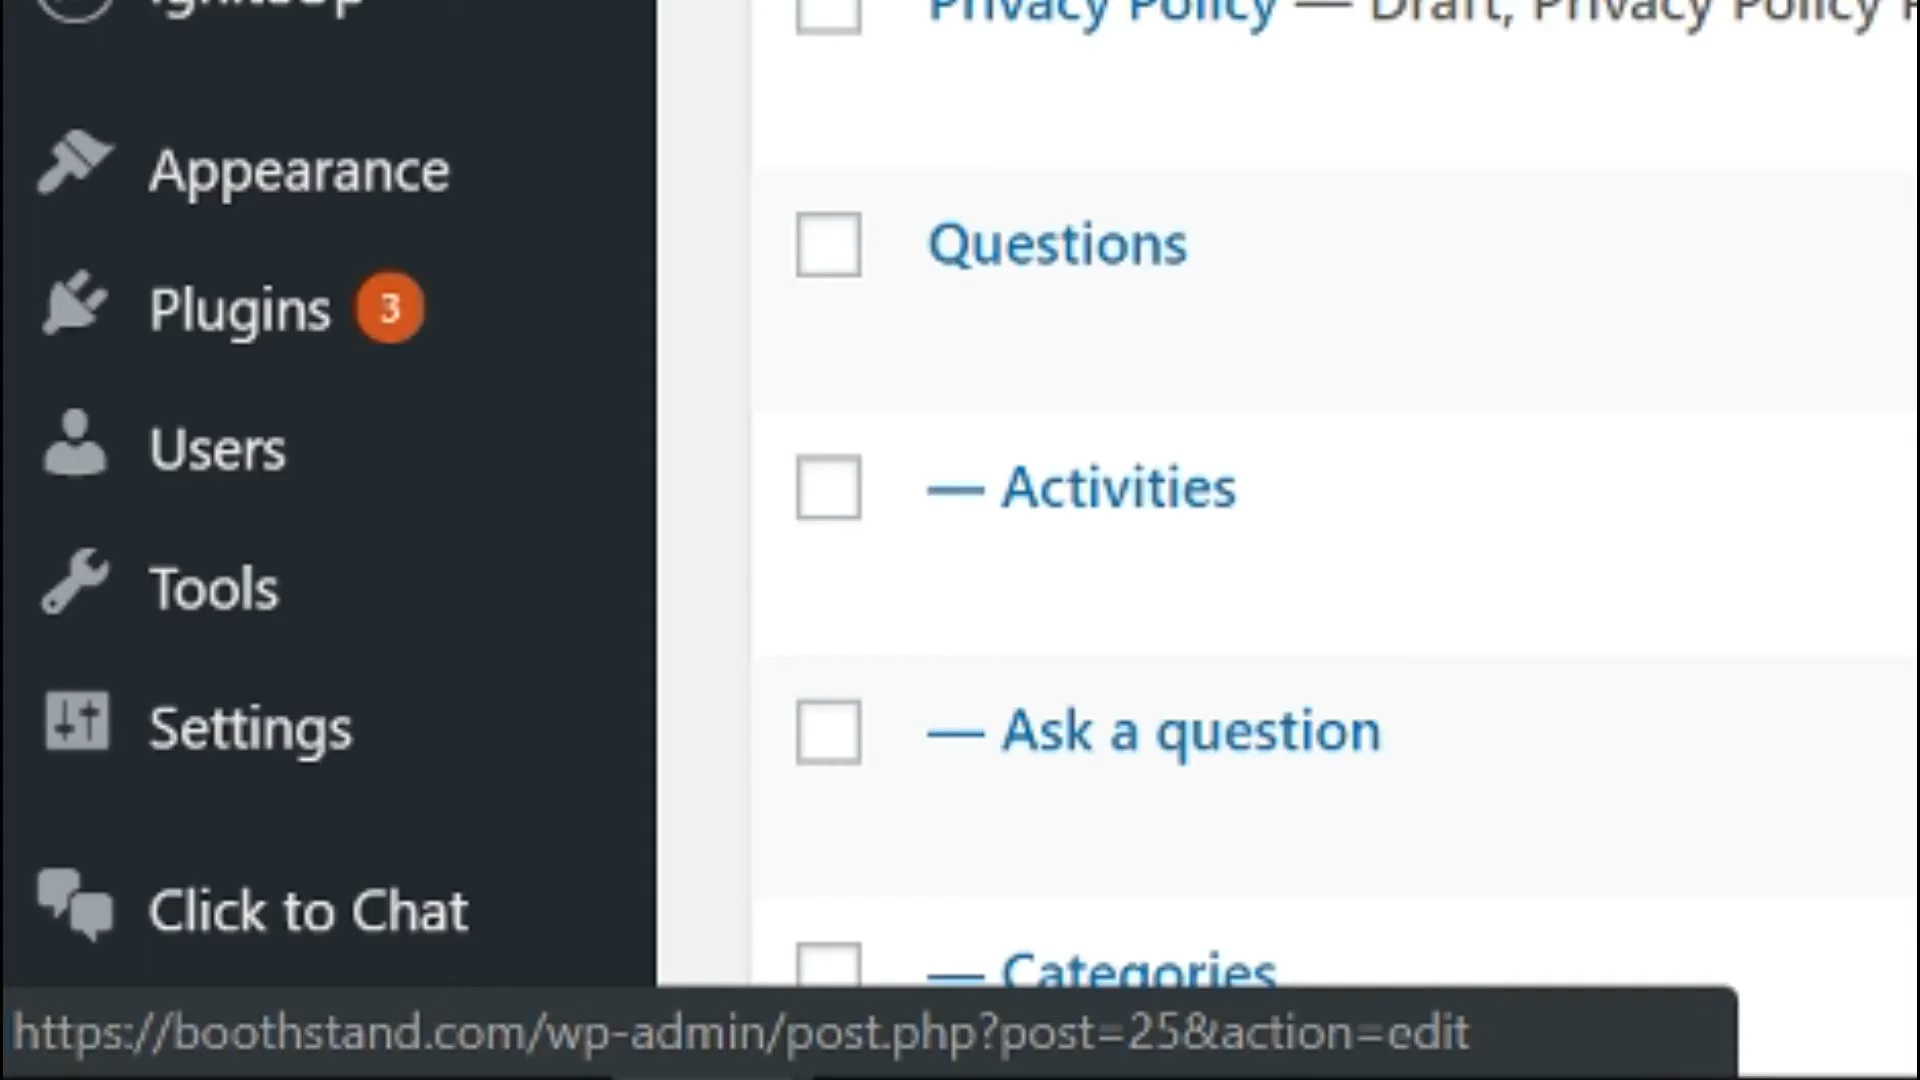 IgniteUp
Appearance
Plugins 3
Users
Tools
Settings
Click to Chat
Privacy Policy — Draft, Privacy Policy
Questions
— Activities
— Ask a question
— Categories
https://boothstand.com/wp-admin/post.php?post=25&action=edit